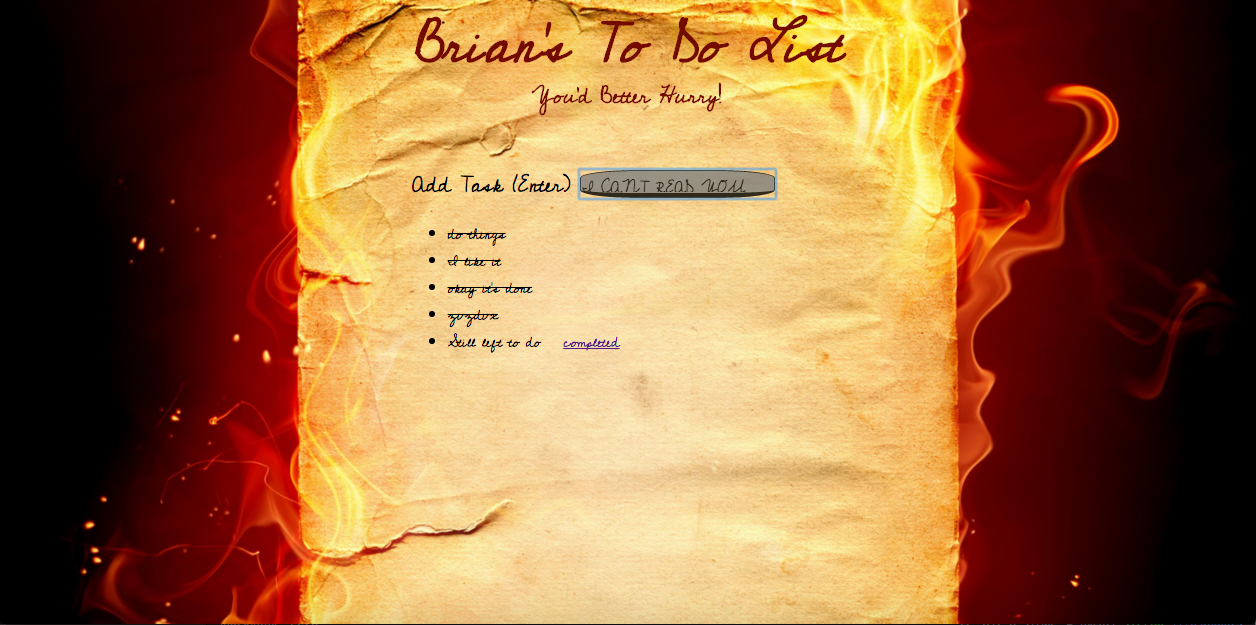 Brian's To Do List
You'd Better Hurry!
Add Task (Enter) I CAN'T READ YOU
do things
I like it
okay it's done
zvzdvx
Still left to do completed